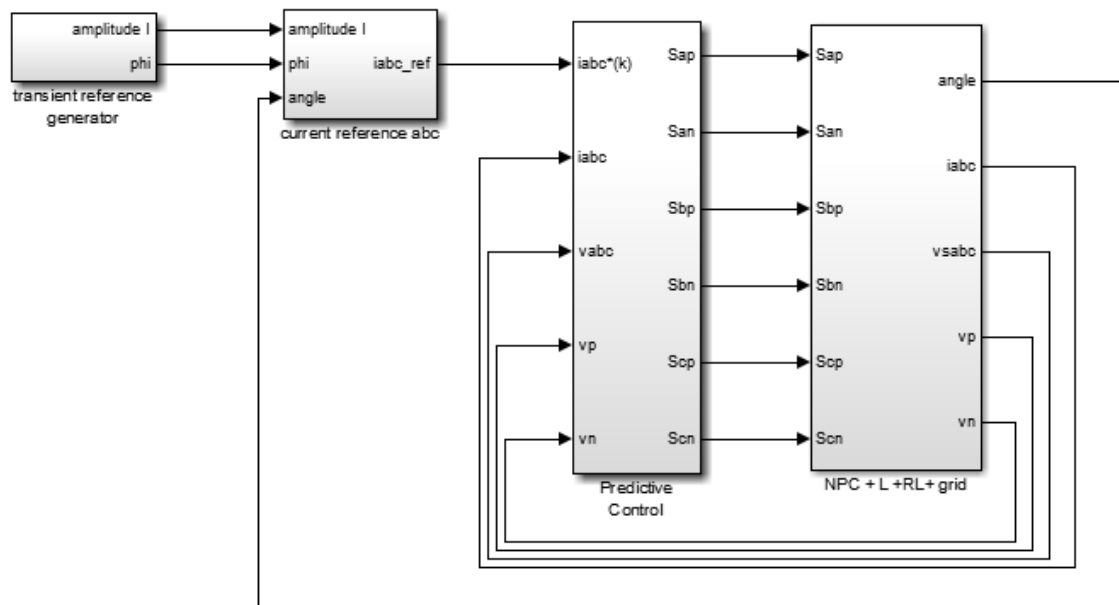 amplitude I
phi
transient reference
generator
amplitude I
phi
angle
iabc_ref
current reference abc
iabc*(k)
iabc
vabc
vp
vn
Sap
San
Sbp
Sbn
Scp
Scn
Predictive
Control
Sap
San
Sbp
Sbn
Scp
Scn
angle
iabc
vsabc
vp
vn
NPC + L +RL+ grid